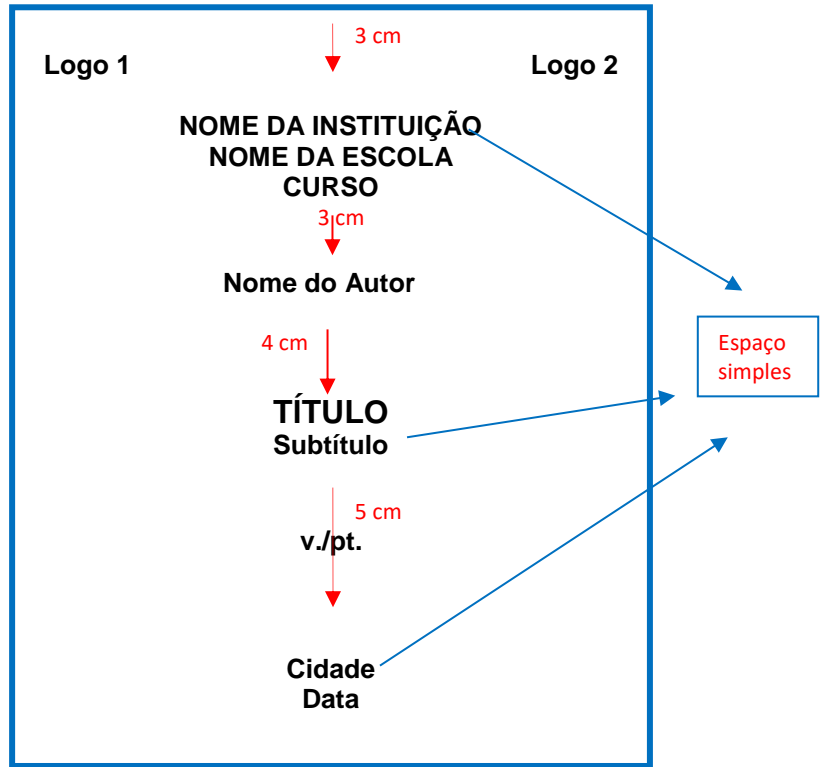 3 cm
Logo 1 Logo 2
NOME DA INSTITUIÇÃO
NOME DA ESCOLA
CURSO
3 cm
Nome do Autor
4 cm
Espaço
simples
TÍTULO
Subtítulo
5 cm
v./pt.
Cidade
Data